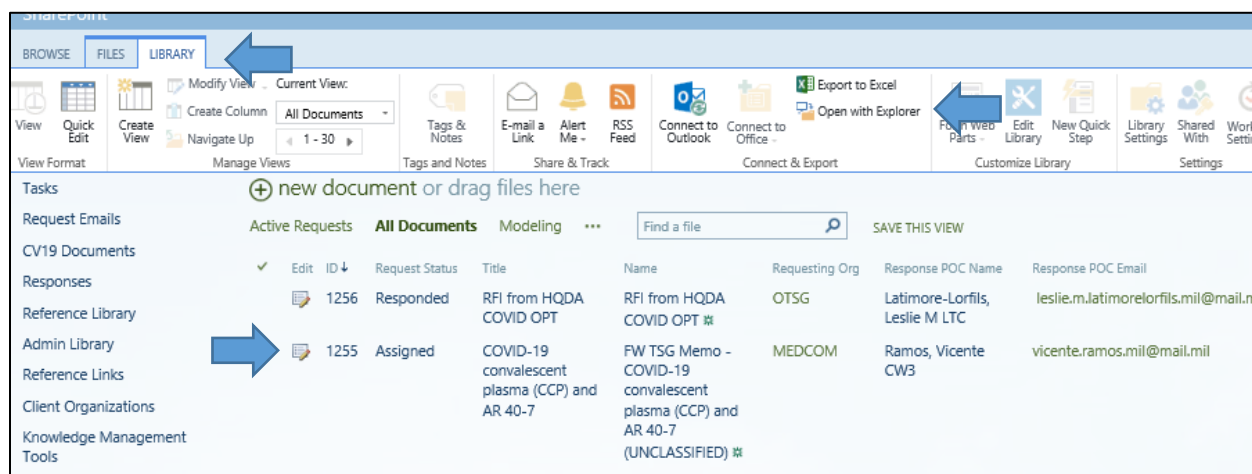 SharePoint
BROWSE FILES LIBRARY
Modify View Current View: Export to Excel
Create Column All Documents Open with Explorer
View Quick Edit Create View Navigate Up 1 - 30 Tags & Notes E-mail a Link Alert Me RSS Feed Connect to Outlook Connect to Office Form Web Parts Edit Library New Quick Step Library Settings Shared With
View Format Manage Views Tags and Notes Share & Track Connect & Export Customize Library Settings
Tasks
Request Emails
CV19 Documents
Responses
Reference Library
Admin Library
Reference Links
Client Organizations
Knowledge Management
Tools
new document or drag files here
Active Requests All Documents Modeling ••• Find a file SAVE THIS VIEW
Edit ID Request Status Title Name Requesting Org Response POC Name Response POC Email
1256 Responded RFI from HQDA RFI from HQDA OTSG Latimore-Lorfils, leslie.m.latimorelorfils.mil@mail.m
COVID OPT COVID OPT Leslie M LTC
1255 Assigned COVID-19 FW TSG Memo - MEDCOM Ramos, Vicente vicente.ramos.mil@mail.mil
convalescent COVID-19 CW3
plasma (CCP) and convalescent
AR 40-7 plasma (CCP) and
AR 40-7
(UNCLASSIFIED)